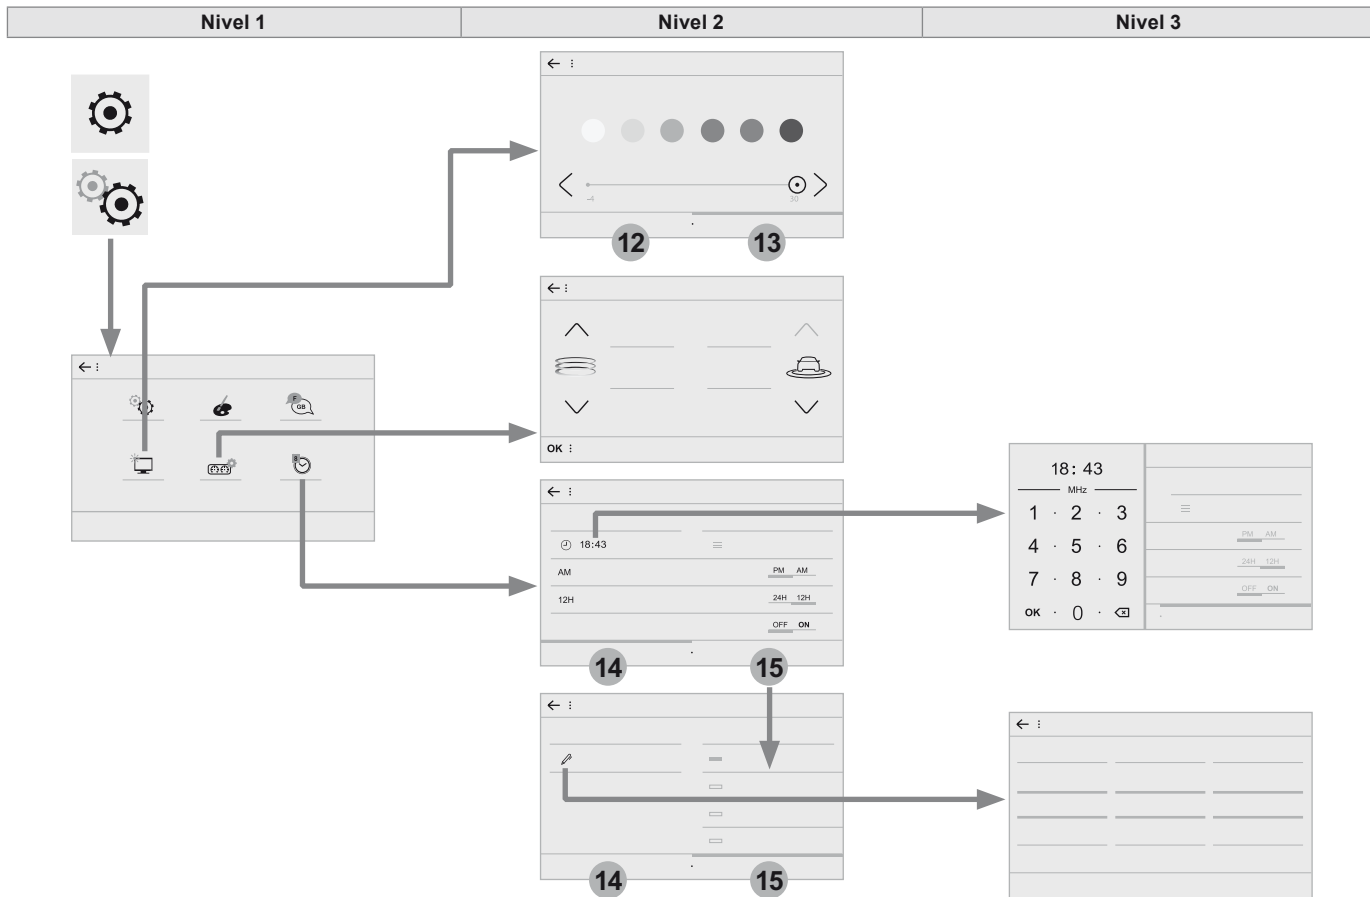 Nivel 1 Nivel 2 Nivel 3
-4 30
12 13
F
GB
8
OK
18:43
AM PM AM
12H 24H 12H
OFF ON
14 15
18: 43
MHz
1 · 2 · 3
4 · 5 · 6
7 · 8 · 9
OK · 0 ·
PM AM
24H 12H
OFF ON
14 15